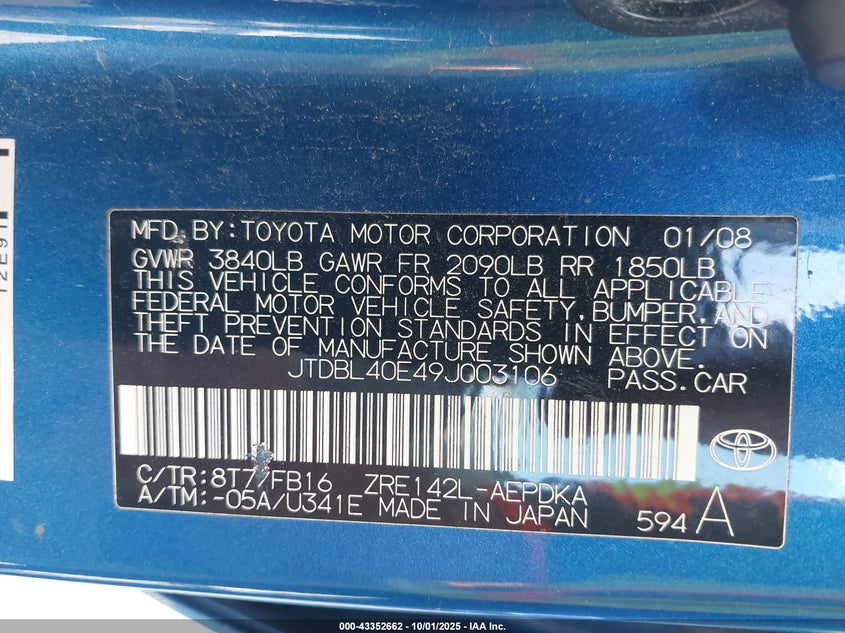 MFD.BY:TOYOTA MOTOR CORPORATION 01/08
GVWR 3840LB GAWR FR 2090LB RR 1850LB
THIS VEHICLE CONFORMS TO ALL APPLICABLE
FEDERAL MOTOR VEHICLE SAFETY,BUMPER,AND
THEFT PREVENTION STANDARDS IN EFFECT ON
THE DATE OF MANUFACTURE SHOWN ABOVE.
JTDBL40E49J003106 PASS.CAR
C/TR:8T7/FB16 ZRE142L-AEPDKA
A/TM:-05A/U341E MADE IN JAPAN 594 A
12E91
000-43352662 - 10/01/2025 - IAA Inc.